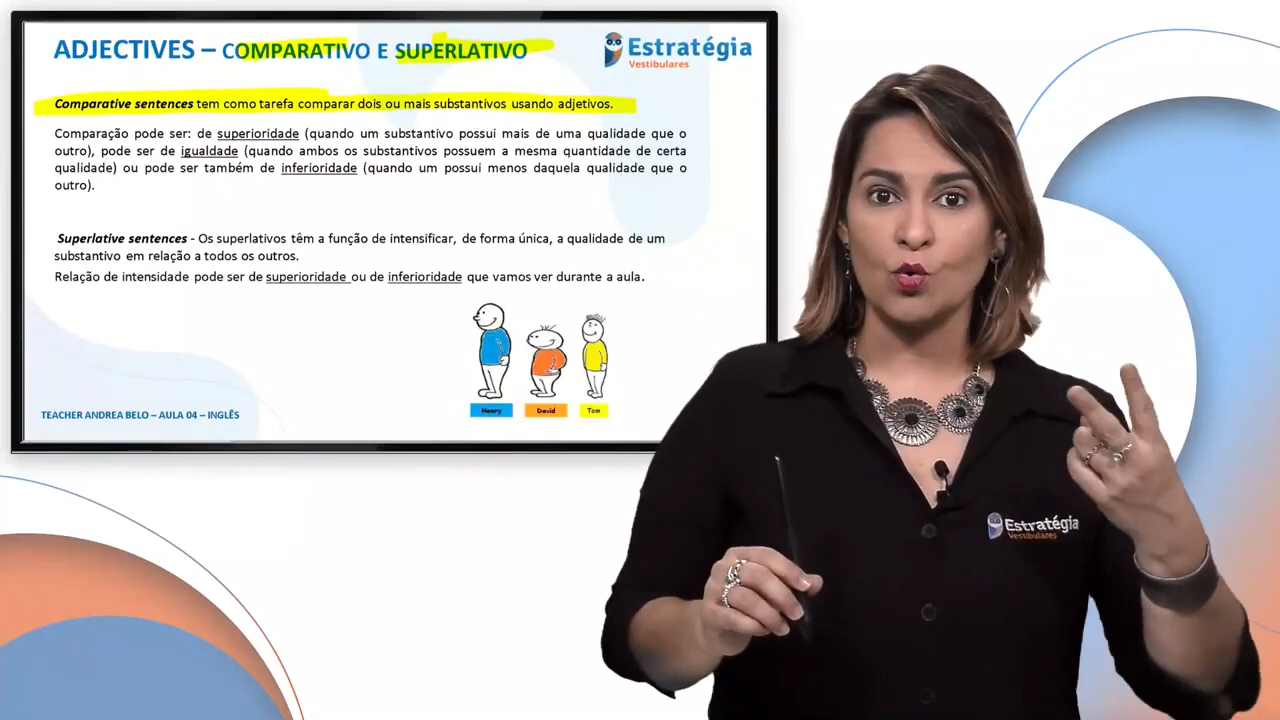 ADJECTIVES – COMPARATIVO E SUPERLATIVO
Estratégia
Vestibulares
Comparative sentences tem como tarefa comparar dois ou mais substantivos usando adjetivos.
Comparação pode ser: de superioridade (quando um substantivo possui mais de uma qualidade que o
outro), pode ser de igualdade (quando ambos os substantivos possuem a mesma quantidade de certa
qualidade) ou pode ser também de inferioridade (quando um possui menos daquela qualidade que o
outro).
Superlative sentences - Os superlativos têm a função de intensificar, de forma única, a qualidade de um
substantivo em relação a todos os outros.
Relação de intensidade pode ser de superioridade ou de inferioridade que vamos ver durante a aula.
Henry David Tom
TEACHER ANDREA BELO – AULA 04 – INGLÊS
Estratégia
Vestibulares